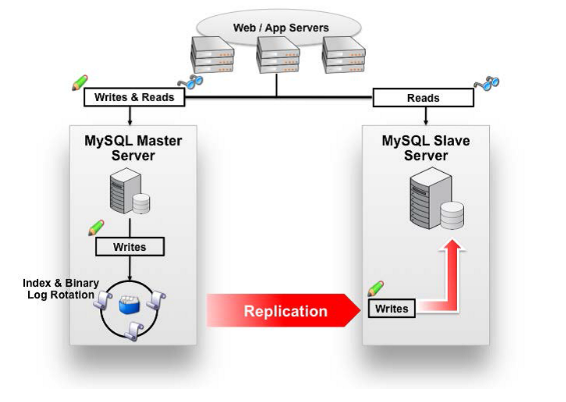 Web / App Servers
Writes & Reads
Reads
MySQL Master
Server
MySQL Slave
Server
Writes
Index & Binary
Log Rotation
Replication
Writes